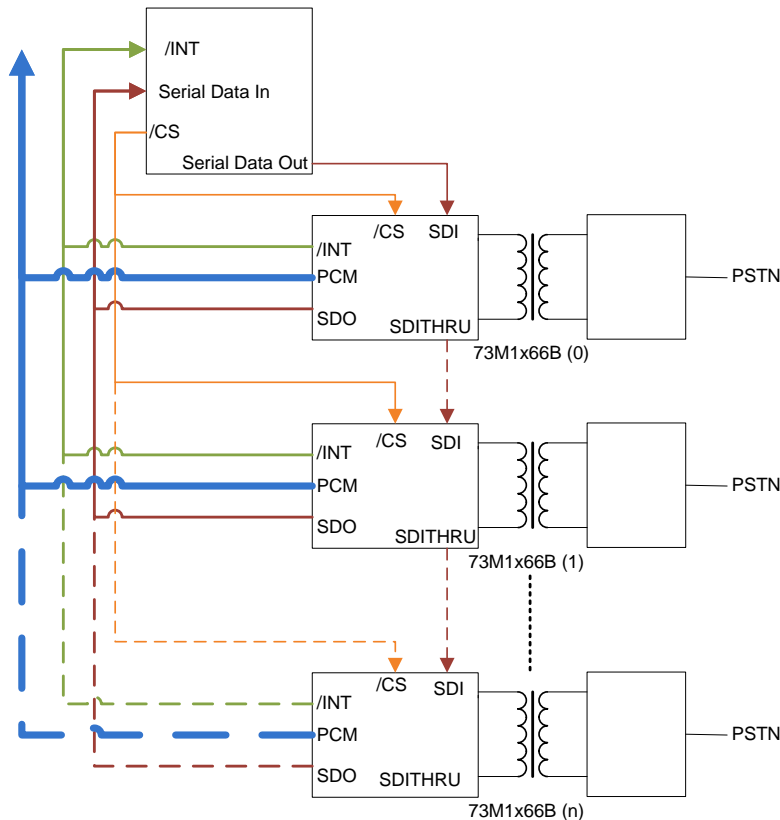 /INT
Serial Data In
/CS
Serial Data Out
/CS
SDI
/INT
PCM
SDO
SDITHRU
PSTN
73M1x66B (0)
/CS
SDI
/INT
PCM
SDO
SDITHRU
PSTN
73M1x66B (1)
/CS
SDI
/INT
PCM
SDO
SDITHRU
PSTN
73M1x66B (n)